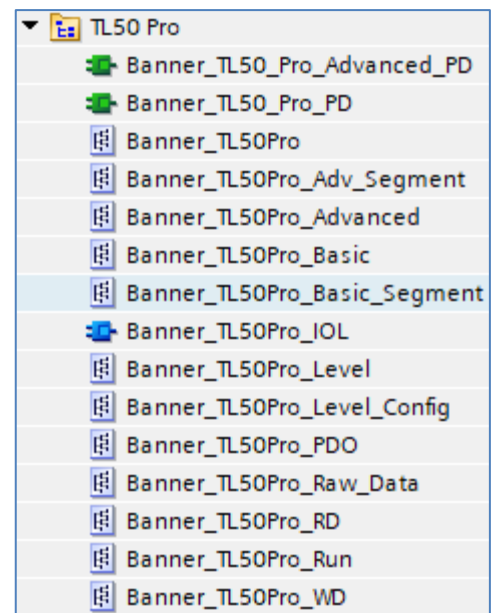 TL50 Pro
Banner_TL50_Pro_Advanced_PD
Banner_TL50_Pro_PD
Banner_TL50Pro
Banner_TL50Pro_Adv_Segment
Banner_TL50Pro_Advanced
Banner_TL50Pro_Basic
Banner_TL50Pro_Basic_Segment
Banner_TL50Pro_IOL
Banner_TL50Pro_Level
Banner_TL50Pro_Level_Config
Banner_TL50Pro_PDO
Banner_TL50Pro_Raw_Data
Banner_TL50Pro_RD
Banner_TL50Pro_Run
Banner_TL50Pro_WD